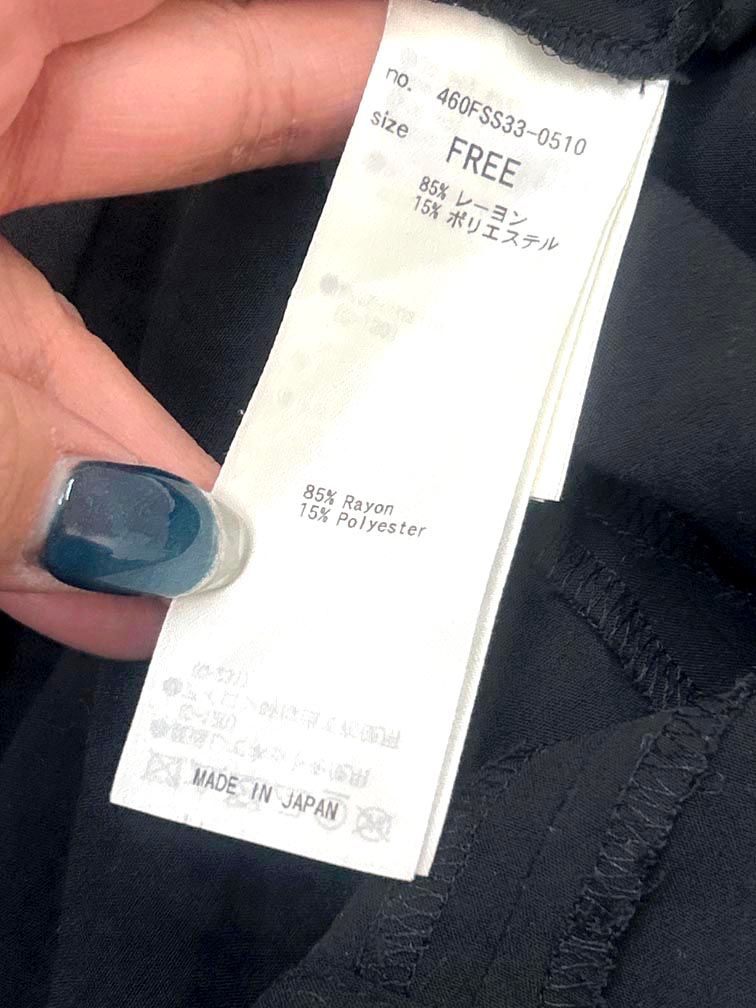 no. 460FSS33-0510
size FREE
85% レーヨン
15% ポリエステル
85% Rayon
15% Polyester
MADE IN JAPAN